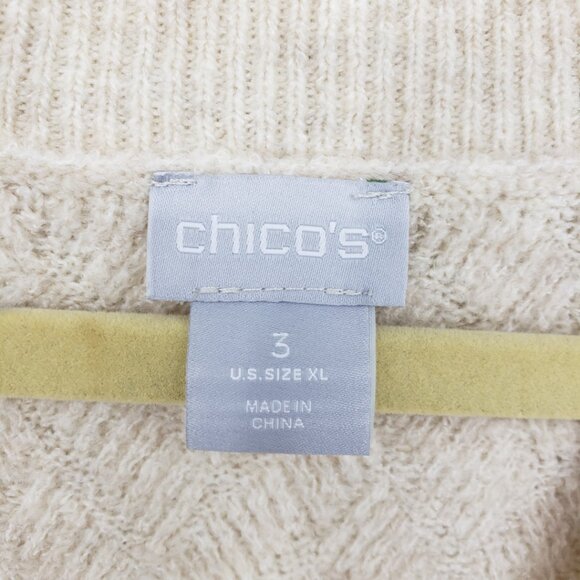 chico's®
3
U.S. SIZE XL
MADE IN
CHINA